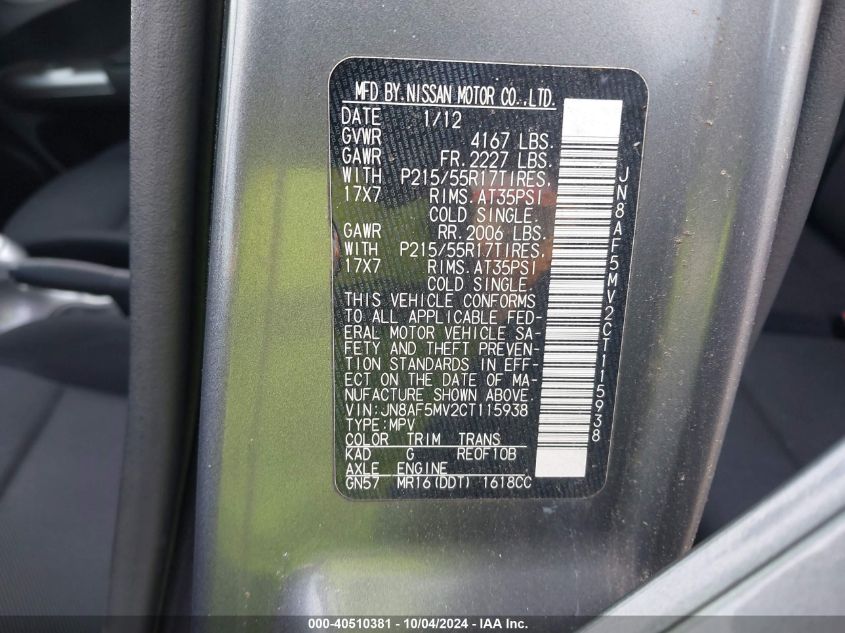 MFD BY.NISSAN MOTOR CO.,LTD.
DATE 1/12
GVWR 4167 LBS.
GAWR FR.2227 LBS.
WITH P215/55R17TIRES,
17X7 RIMS.AT35PSI
COLD SINGLE.
GAWR RR.2006 LBS.
WITH P215/55R17TIRES,
17X7 RIMS.AT35PSI
COLD SINGLE.
THIS VEHICLE CONFORMS
TO ALL APPLICABLE FED-
ERAL MOTOR VEHICLE SA-
FETY AND THEFT PREVEN-
TION STANDARDS IN EFF-
ECT ON THE DATE OF MA-
NUFACTURE SHOWN ABOVE.
VIN:JN8AF5MV2CT115938
TYPE:MPV
COLOR TRIM TRANS
KAD G REOF10B
AXLE ENGINE
GN57 MR16(DDT) 1618CC
JN8AF5MV2CT115938
000-40510381 - 10/04/2024 - IAA Inc.